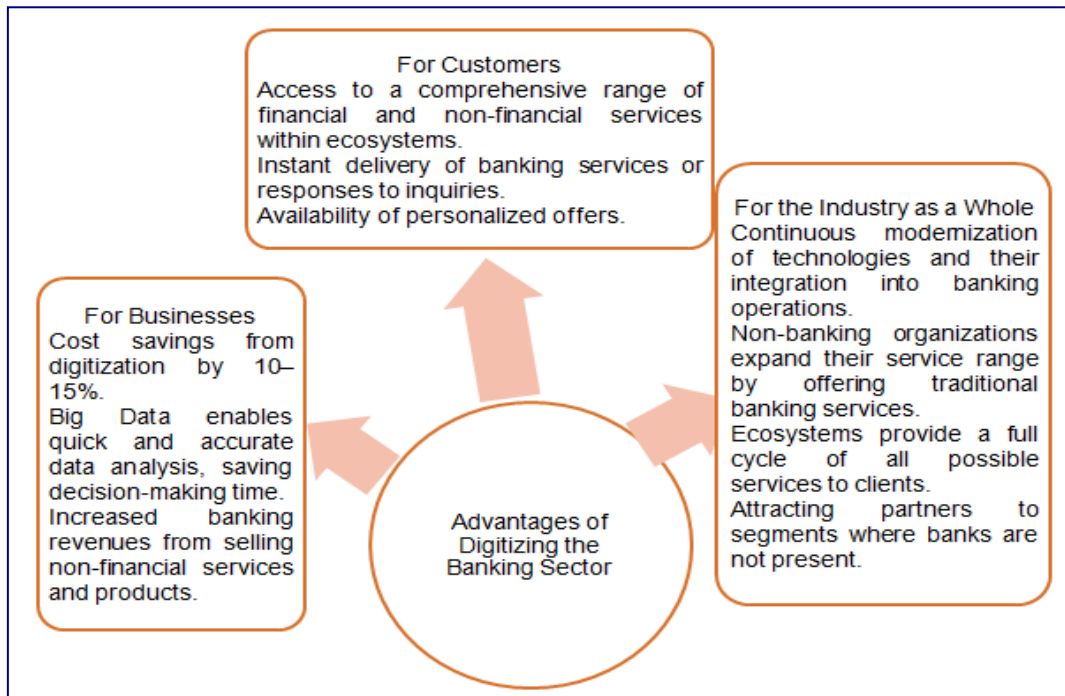 For Customers
Access to a comprehensive range of
financial and non-financial services
within ecosystems.
Instant delivery of banking services or
responses to inquiries.
Availability of personalized offers.
For Businesses
Cost savings from
digitization by 10–
15%.
Big Data enables
quick and accurate
data analysis, saving
decision-making time.
Increased banking
revenues from selling
non-financial services
and products.
For the Industry as a Whole
Continuous modernization
of technologies and their
integration into banking
operations.
Non-banking organizations
expand their service range
by offering traditional
banking services.
Ecosystems provide a full
cycle of all possible
services to clients.
Attracting partners to
segments where banks are
not present.
Advantages of
Digitizing the
Banking Sector